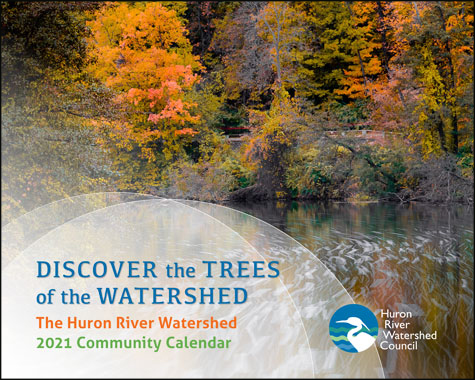 DISCOVER the TREES
of the WATERSHED
The Huron River Watershed
2021 Community Calendar
Huron
River
Watershed
Council